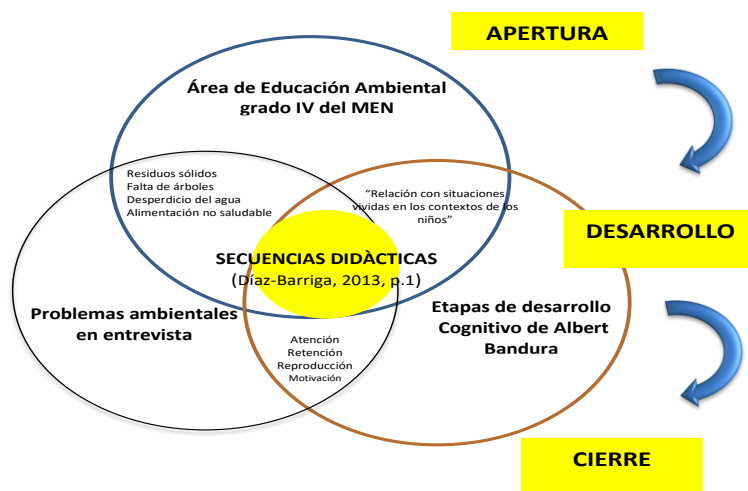 APERTURA
Área de Educación Ambiental
grado IV del MEN
Residuos sólidos
Falta de árboles
Desperdicio del agua
Alimentación no saludable
“Relación con situaciones
vividas en los contextos de los
niños”
DESARROLLO
SECUENCIAS DIDÀCTICAS
(Díaz-Barriga, 2013, p.1)
Problemas ambientales
en entrevista
Etapas de desarrollo
Cognitivo de Albert
Bandura
Atención
Retención
Reproducción
Motivación
CIERRE